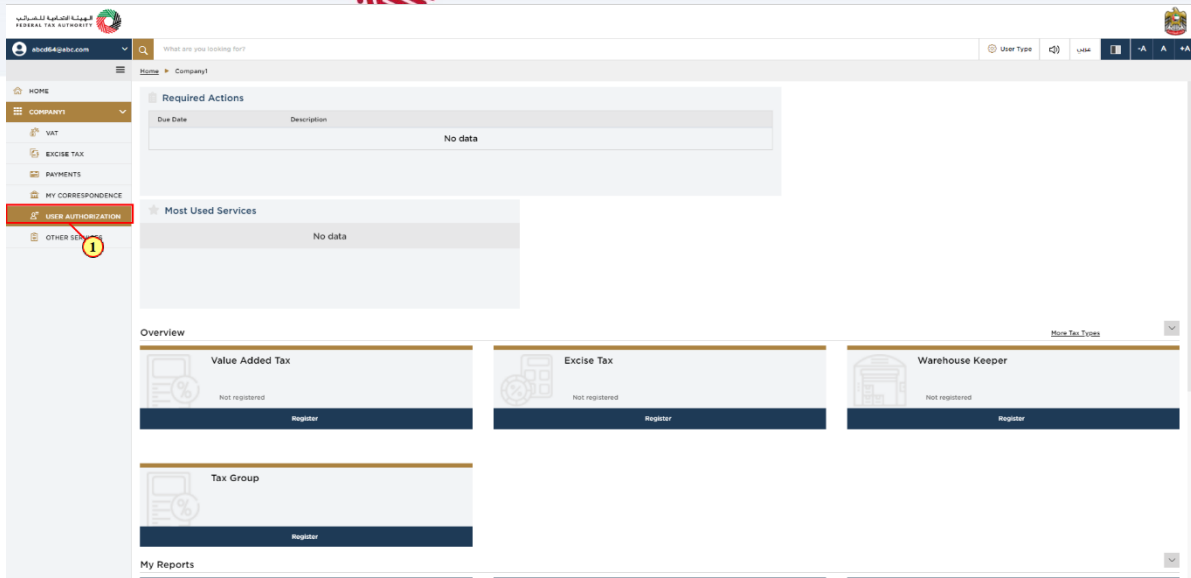 الهيئة الاتحادية للضرائب
FEDERAL TAX AUTHORITY
abcd64@abc.com
What are you looking for?
User Type
عربي
-A
A
+A
Home ▶ Company1
HOME
COMPANY1
VAT
EXCISE TAX
PAYMENTS
MY CORRESPONDENCE
USER AUTHORIZATION
OTHER SERVICES
1
Required Actions
Due Date Description
No data
Most Used Services
No data
Overview
More Tax Types
Value Added Tax
Not registered
Register
Excise Tax
Not registered
Register
Warehouse Keeper
Not registered
Register
Tax Group
Register
My Reports